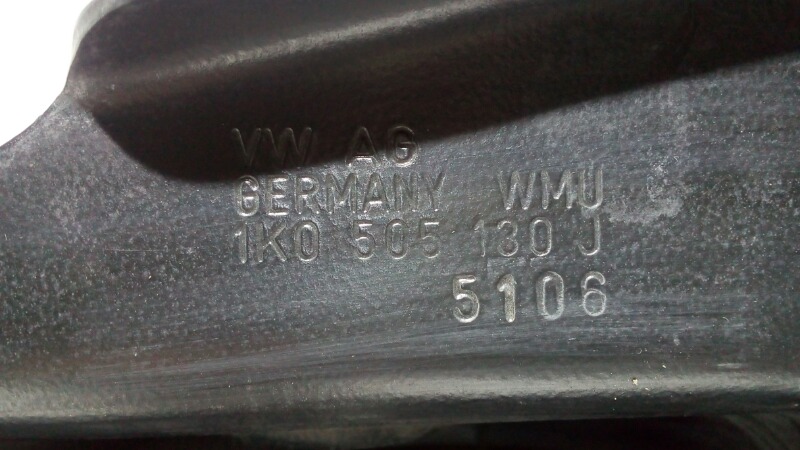 VW AG
GERMANY WMU
1K0 505 130 J
5106